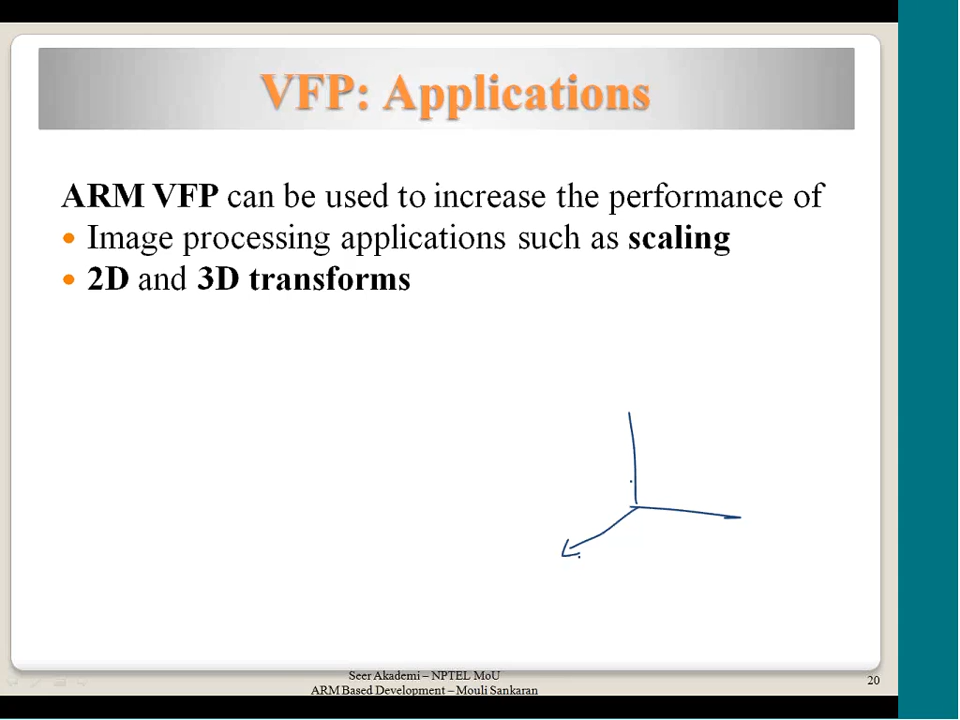 VFP: Applications
ARM VFP can be used to increase the performance of
• Image processing applications such as scaling
• 2D and 3D transforms
Seer Akademi – NPTEL MoU
ARM Based Development – Mouli Sankaran
20